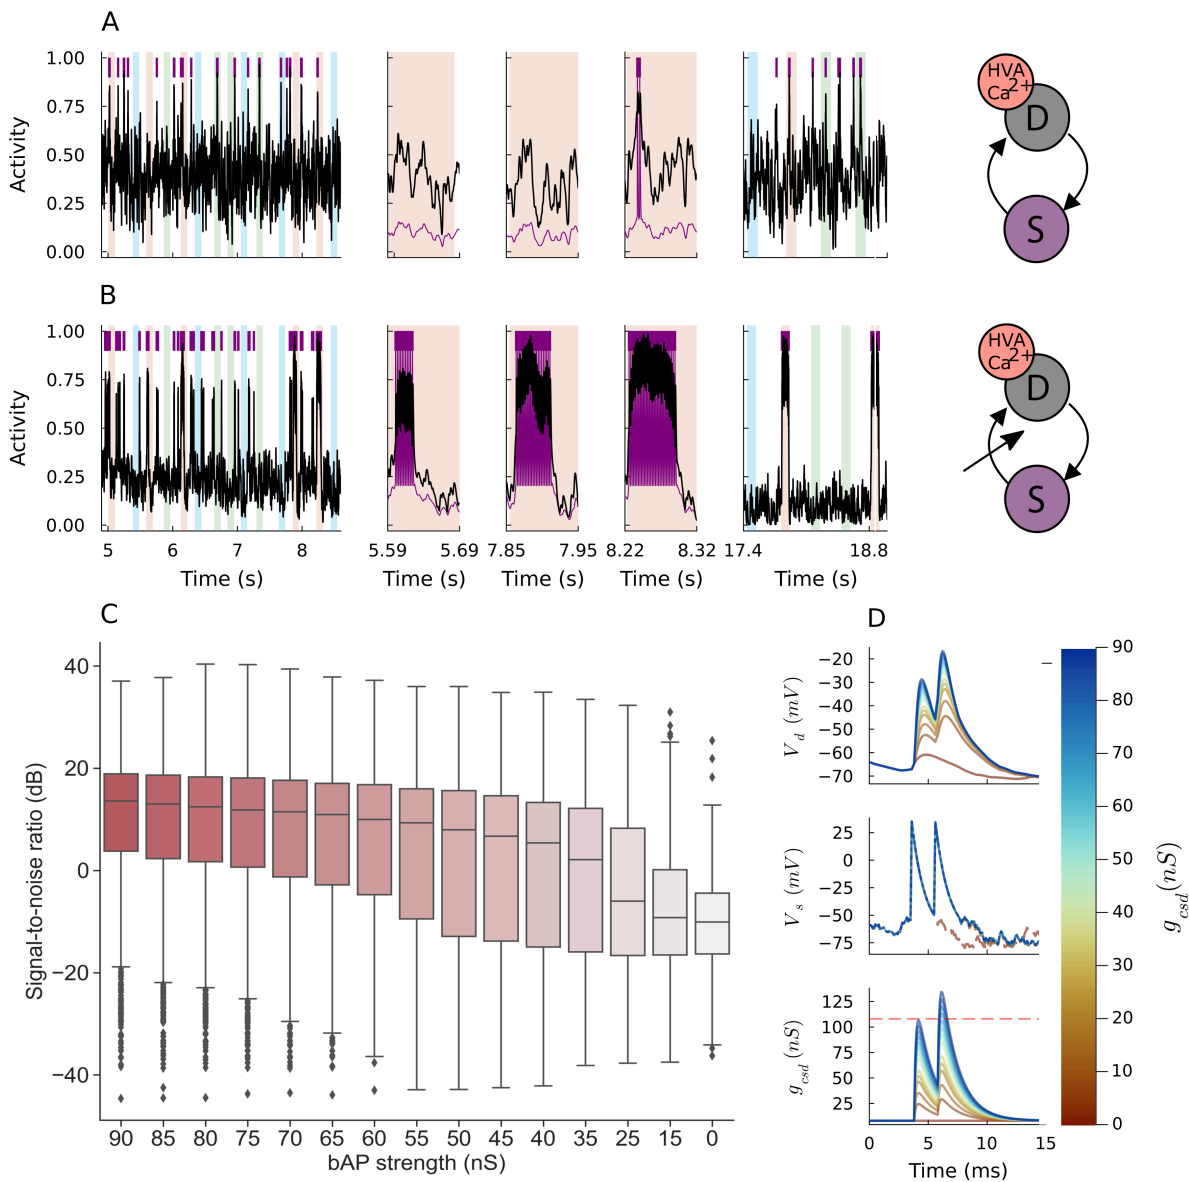 A
Activity
1.00
0.75
0.50
0.25
0.00
HVA
Ca2+
D
S
B
Activity
1.00
0.75
0.50
0.25
0.00
5 6 7 8
5.59 5.69
7.85 7.95
8.22 8.32
17.4 18.8
Time (s) Time (s) Time (s) Time (s) Time (s)
HVA
Ca2+
D
S
C
Signal-to-noise ratio (dB)
40
20
0
−20
−40
90 85 80 75 70 65 60 55 50 45 40 35 25 15 0
bAP strength (nS)
D
V d (mV)
−20
−30
−40
−50
−60
−70
V s (mV)
25
0
−25
−50
−75
g csd (nS)
125
100
75
50
25
0 5 10 15
Time (ms)
90
80
70
60
50
40
30
20
10
0
g csd (nS)